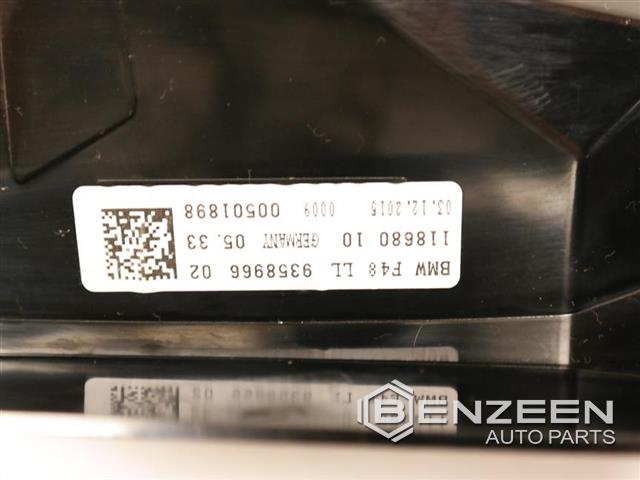 BMW F48 LL 9358966 02
118680 10 GERMANY 05.33
03.12.2015 0009 00501898
BENZEEN
AUTO PARTS